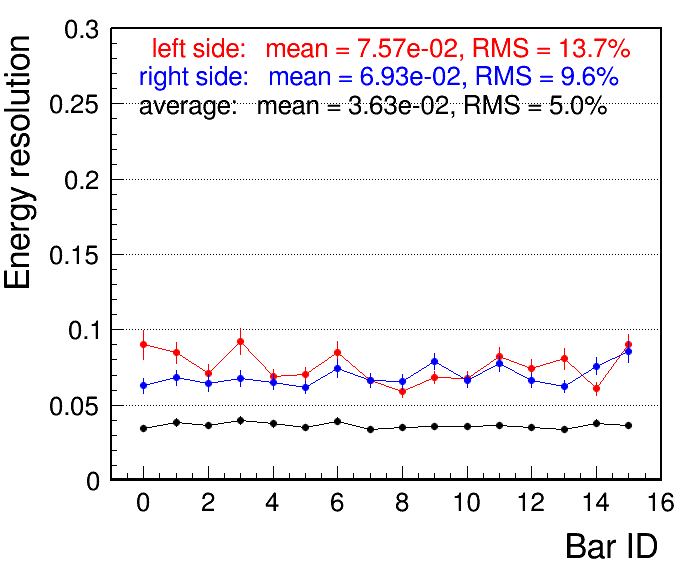 left side: mean = 7.57e-02, RMS = 13.7%
right side: mean = 6.93e-02, RMS = 9.6%
average: mean = 3.63e-02, RMS = 5.0%
Energy resolution
0.3
0.25
0.2
0.15
0.1
0.05
0
0 2 4 6 8 10 12 14 16
Bar ID